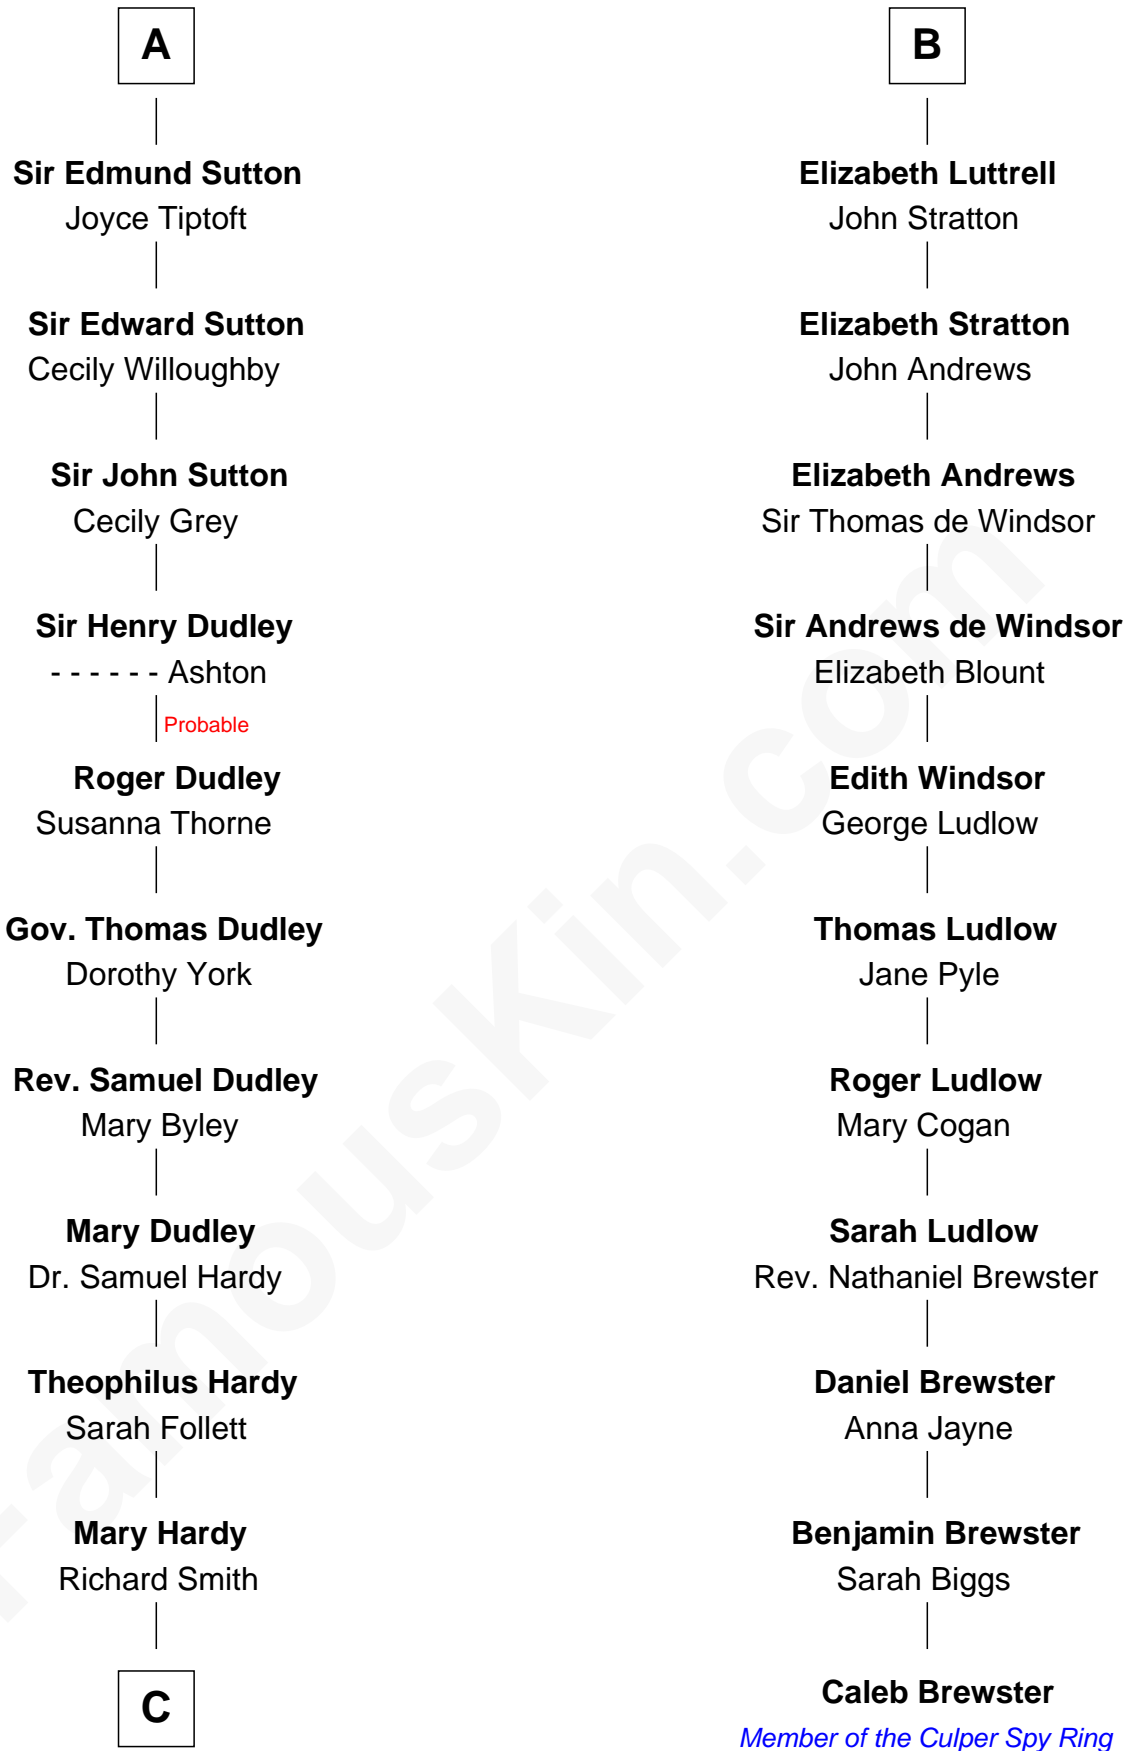 A
Sir Edmund Sutton
Joyce Tiptoft
Sir Edward Sutton
Cecily Willoughby
Sir John Sutton
Cecily Grey
Sir Henry Dudley
- - - - - - Ashton
Probable
Roger Dudley
Susanna Thorne
Gov. Thomas Dudley
Dorothy York
Rev. Samuel Dudley
Mary Byley
Mary Dudley
Dr. Samuel Hardy
Theophilus Hardy
Sarah Follett
Mary Hardy
Richard Smith
C
B
Elizabeth Luttrell
John Stratton
Elizabeth Stratton
John Andrews
Elizabeth Andrews
Sir Thomas de Windsor
Sir Andrews de Windsor
Elizabeth Blount
Edith Windsor
George Ludlow
Thomas Ludlow
Jane Pyle
Roger Ludlow
Mary Cogan
Sarah Ludlow
Rev. Nathaniel Brewster
Daniel Brewster
Anna Jayne
Benjamin Brewster
Sarah Biggs
Caleb Brewster
Member of the Culper Spy Ring
FamousKin.com